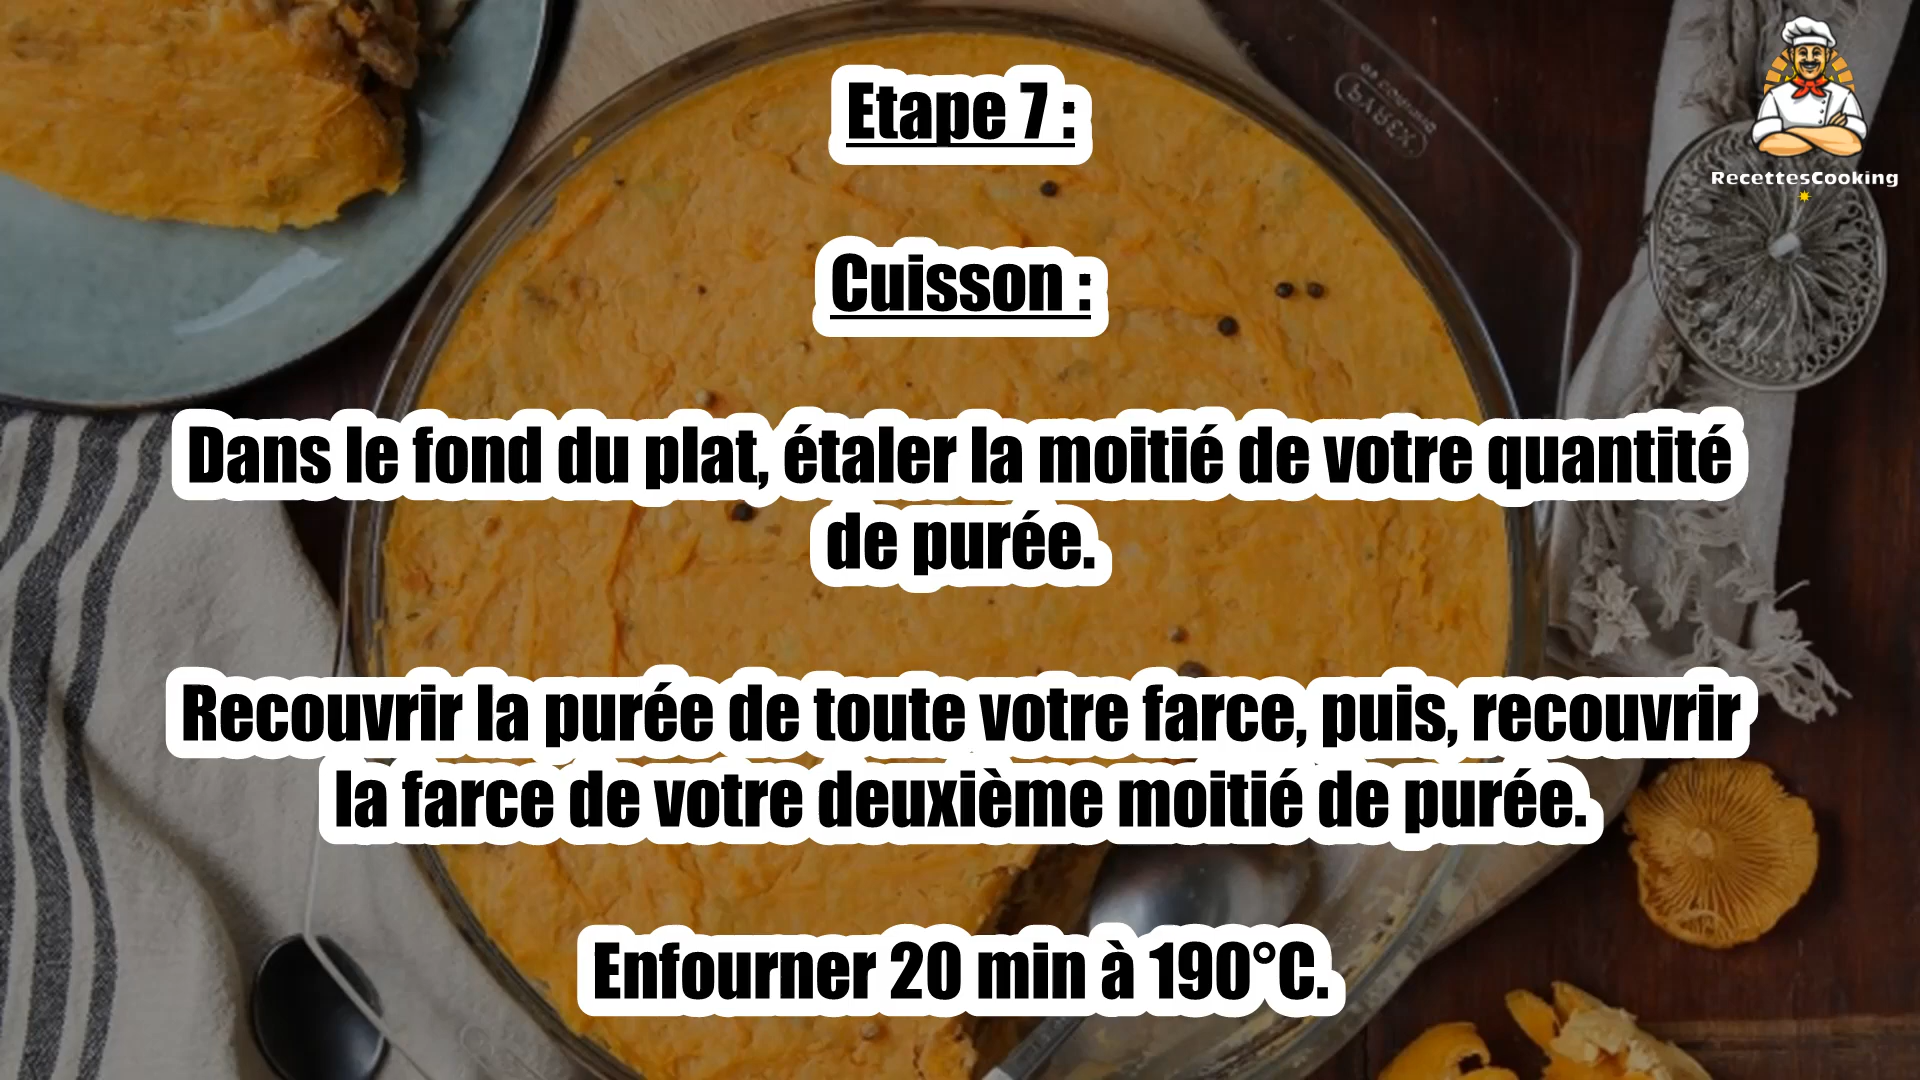 Etape 7 :
RecettesCooking
Cuisson :
Dans le fond du plat, étaler la moitié de votre quantité
de purée.
Recouvrir la purée de toute votre farce, puis, recouvrir
la farce de votre deuxième moitié de purée.
Enfourner 20 min à 190°C.